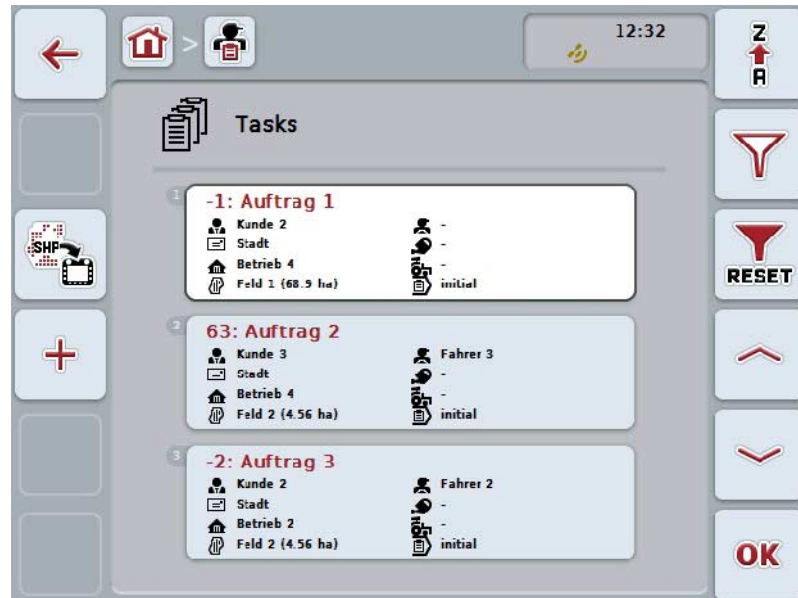 12:32
Z
A
Tasks
1
-1: Auftrag 1
Kunde 2 -
Stadt -
Betrieb 4 -
Feld 1 (68.9 ha) initial
SHP
RESET
2
63: Auftrag 2
Kunde 3 Fahrer 3
Stadt -
Betrieb 4 -
Feld 2 (4.56 ha) initial
3
-2: Auftrag 3
Kunde 2 Fahrer 2
Stadt -
Betrieb 2 -
Feld 2 (4.56 ha) initial
OK